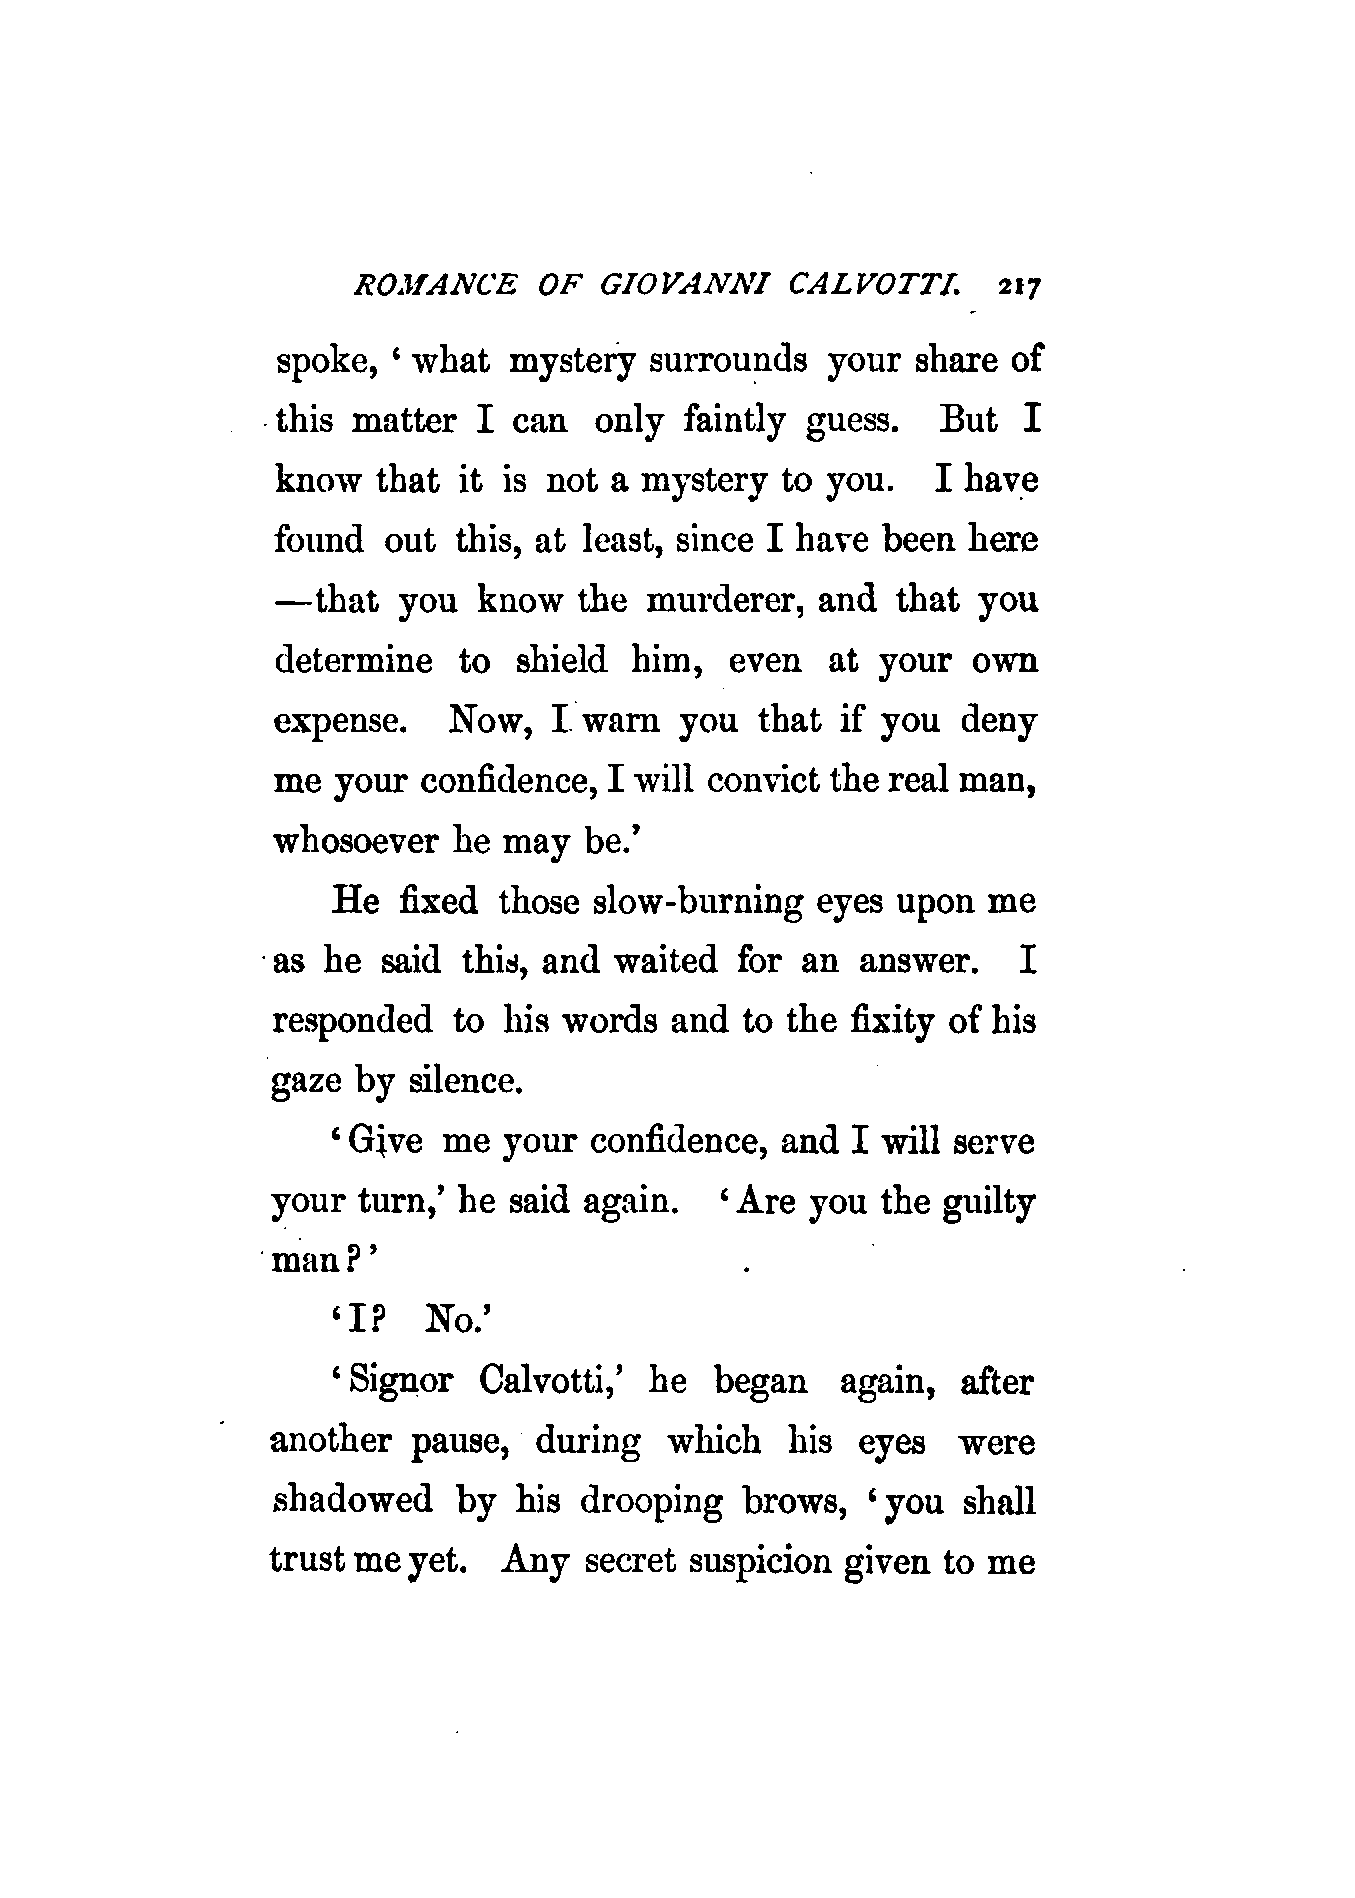 ROMANCE OF GIOVANNI CALVOTTI. 217
spoke, ‘ what mystery surrounds your share of
this matter I can only faintly guess. But I
know that it is not a mystery to you. I have
found out this, at least, since I have been here
—that you know the murderer, and that you
determine to shield him, even at your own
expense. Now, I warn you that if you deny
me your confidence, I will convict the real man,
whosoever he may be.’
He fixed those slow-burning eyes upon me
as he said this, and waited for an answer. I
responded to his words and to the fixity of his
gaze by silence.
‘ Give me your confidence, and I will serve
your turn,’ he said again. ‘ Are you the guilty
man ? ’
‘ I? No.’
‘ Signor Calvotti,’ he began again, after
another pause, during which his eyes were
shadowed by his drooping brows, ‘ you shall
trust me yet. Any secret suspicion given to me